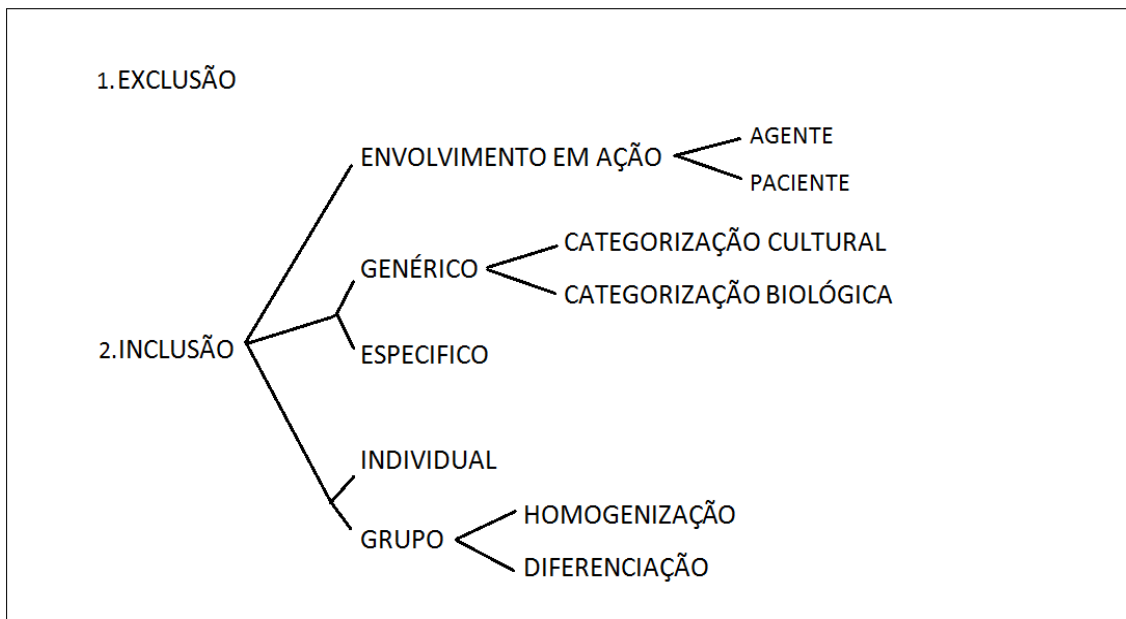 1.EXCLUSÃO
ENVOLVIMENTO EM AÇÃO
AGENTE
PACIENTE
GENÉRICO
CATEGORIZAÇÃO CULTURAL
CATEGORIZAÇÃO BIOLÓGICA
2.INCLUSÃO
ESPECIFICO
INDIVIDUAL
GRUPO
HOMOGENIZAÇÃO
DIFERENCIAÇÃO